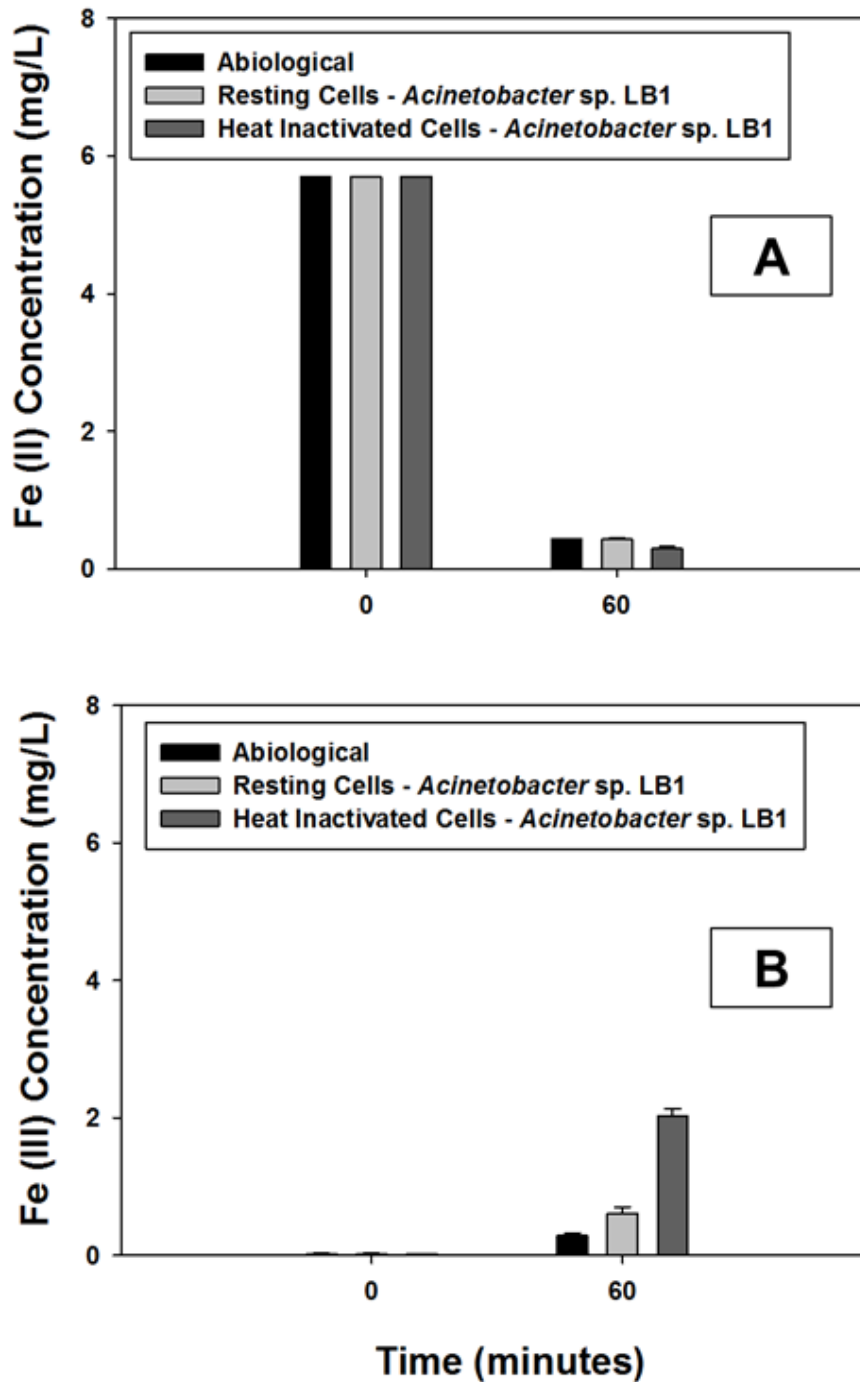 8
Abiological
Resting Cells - Acinetobacter sp. LB1
Heat Inactivated Cells - Acinetobacter sp. LB1
6
A
4
2
0
0 60
Fe (II) Concentration (mg/L)
8
Abiological
Resting Cells - Acinetobacter sp. LB1
Heat Inactivated Cells - Acinetobacter sp. LB1
6
B
4
2
0
0 60
Fe (III) Concentration (mg/L)
Time (minutes)